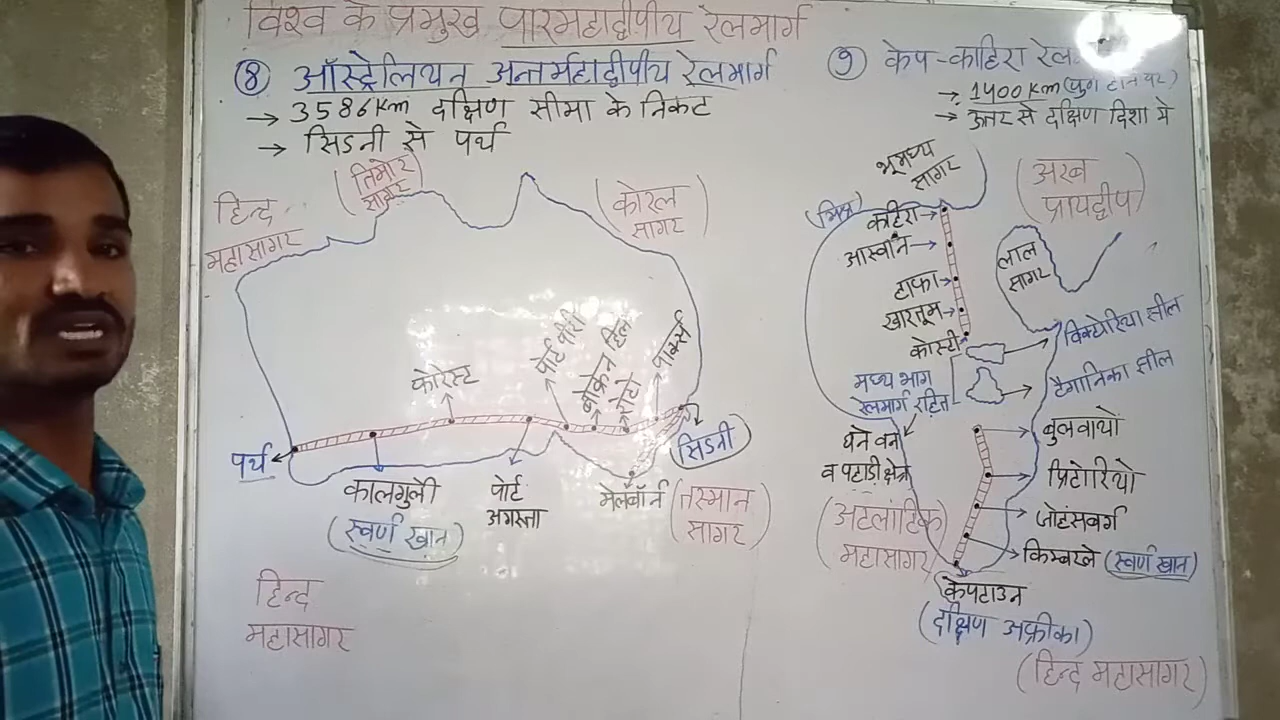 विश्व के प्रमुख पारमहाद्वीपीय रेलमार्ग
⑧ ऑस्ट्रेलियन अन्तर्महाद्वीपीय रेलमार्ग
→ 3586Km दक्षिण सीमा के निकट
→ सिडनी से पर्थ
हिन्द
महासागर
(तिमोर
सागर)
(कोरल
सागर)
फोरेस्ट
पोर्ट पीरी
ब्रोकेन हिल
रोटो
पार्क्स
पर्थ
सिडनी
कालगुली
(स्वर्ण खान)
पोर्ट
अगस्ता
मेलबॉर्न
(तस्मान
सागर)
हिन्द
महासागर
⑨ केप-काहिरा रेल
→ 1400 Km
→ उत्तर से दक्षिण दिशा मे
भूमध्य
सागर
(अरब
प्रायद्वीप)
(मिस्र)
काहिरा
आस्वान
हाफा
खारतूम
कोस्टी
लाल
सागर
विक्टोरिया झील
टैगानिका झील
मध्य भाग
रेलमार्ग रहित
घने वन
व पहाडी क्षेत्र
बुलवायो
प्रिटोरियो
जोहंसबर्ग
किम्बरले (स्वर्ण खान)
(अटलांटिक
महासागर)
केपटाउन
(दक्षिण अफ्रीका)
(हिन्द महासागर)